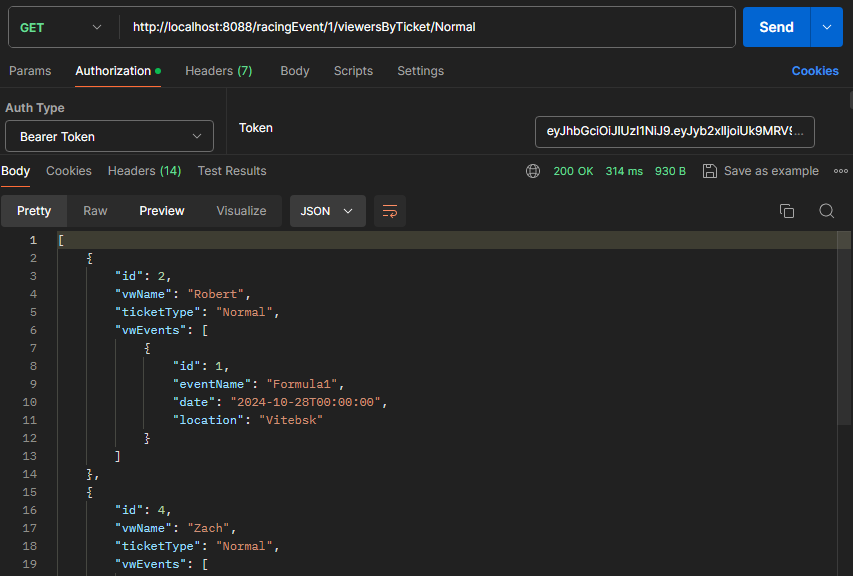 GET http://localhost:8088/racingEvent/1/viewersByTicket/Normal Send
Params Authorization Headers (7) Body Scripts Settings Cookies
Auth Type
Bearer Token
Token
Body Cookies Headers (14) Test Results 200 OK 314 ms 930 B Save as example
Pretty Raw Preview Visualize JSON
1 [
2 {
3 "id": 2,
4 "vwName": "Robert",
5 "ticketType": "Normal",
6 "vwEvents": [
7 {
8 "id": 1,
9 "eventName": "Formula1",
10 "date": "2024-10-28T00:00:00",
11 "location": "Vitebsk"
12 }
13 ]
14 },
15 {
16 "id": 4,
17 "vwName": "Zach",
18 "ticketType": "Normal",
19 "vwEvents": [